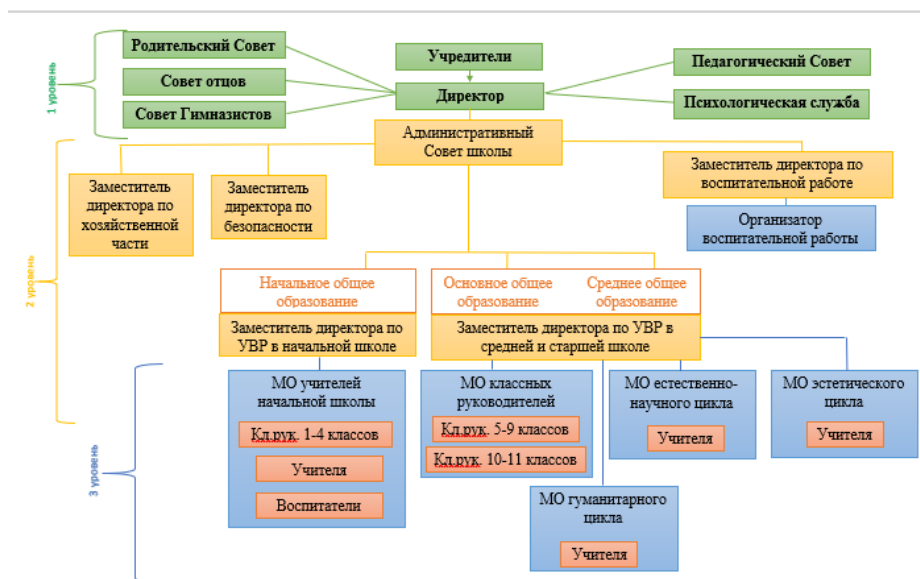 1 уровень
Родительский Совет
Совет отцов
Совет Гимназистов
Учредители
Директор
Педагогический Совет
Психологическая служба
2 уровень
Административный
Совет школы
Заместитель
директора по
хозяйственной
части
Заместитель
директора по
безопасности
Заместитель директора по
воспитательной работе
Организатор
воспитательной работы
Начальное общее
образование
Основное общее
образование
Среднее общее
образование
Заместитель директора по
УВР в начальной школе
Заместитель директора по УВР в
средней и старшей школе
3 уровень
МО учителей
начальной школы
Кл.рук. 1-4 классов
Учителя
Воспитатели
МО классных
руководителей
Кл.рук. 5-9 классов
Кл.рук. 10-11 классов
МО естественно-
научного цикла
Учителя
МО эстетического
цикла
Учителя
МО гуманитарного
цикла
Учителя